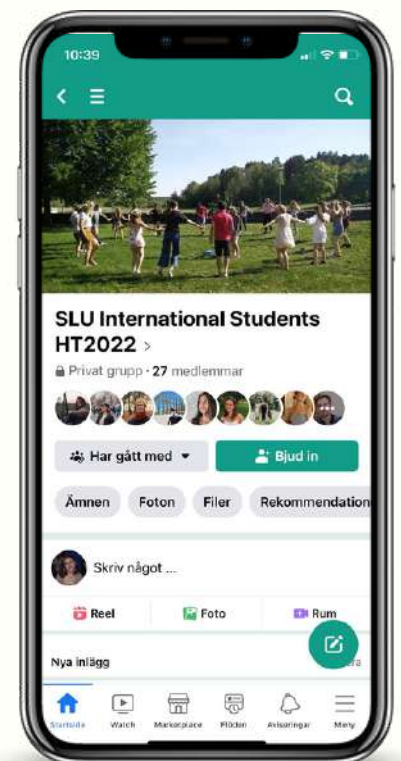 10:39
SLU International Students
HT2022 >
Privat grupp · 27 medlemmar
Har gått med
Bjud in
Ämnen Foton Filer Rekommendation
Skriv något ...
Reel Foto Rum
Nya inlägg
Startsida Watch Marketplace Flöden Aviseringar Meny